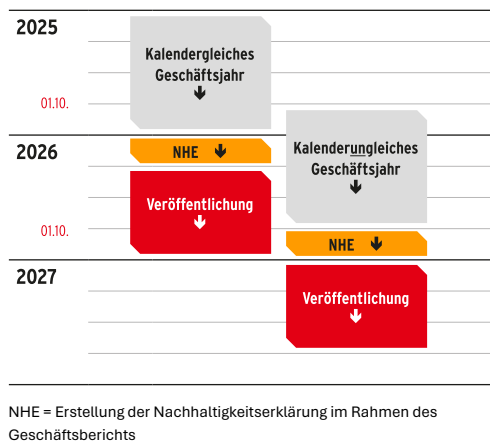 2025
Kalendergleiches
Geschäftsjahr
01.10.
2026
NHE
Kalenderungleiches
Geschäftsjahr
Veröffentlichung
01.10.
NHE
2027
Veröffentlichung
NHE = Erstellung der Nachhaltigkeitserklärung im Rahmen des
Geschäftsberichts